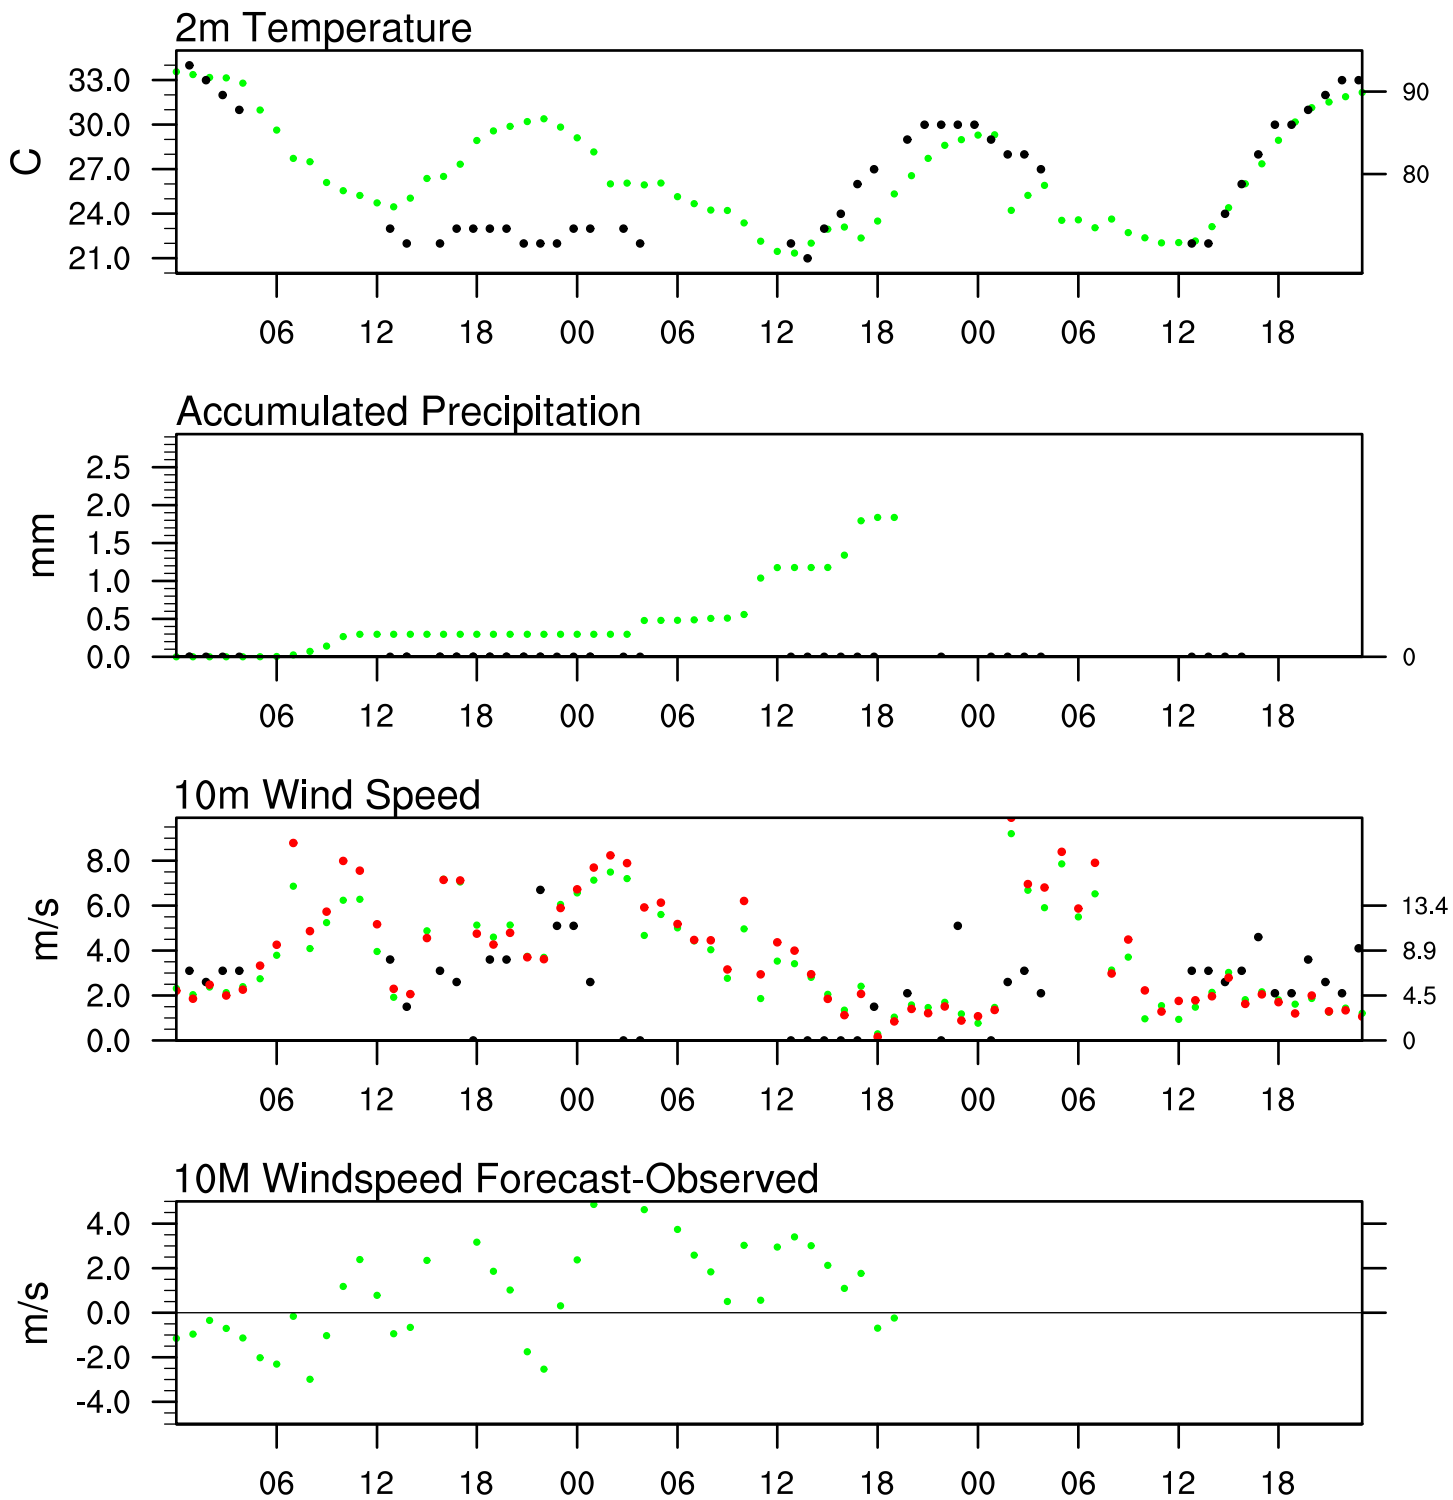 2m Temperature
33.0
30.0
27.0
24.0
21.0
C
90
80
06 12 18 00 06 12 18 00 06 12 18
Accumulated Precipitation
2.5
2.0
1.5
1.0
0.5
0.0
mm
0
06 12 18 00 06 12 18 00 06 12 18
10m Wind Speed
8.0
6.0
4.0
2.0
0.0
m/s
13.4
8.9
4.5
0
06 12 18 00 06 12 18 00 06 12 18
10M Windspeed Forecast-Observed
4.0
2.0
0.0
-2.0
-4.0
m/s
06 12 18 00 06 12 18 00 06 12 18